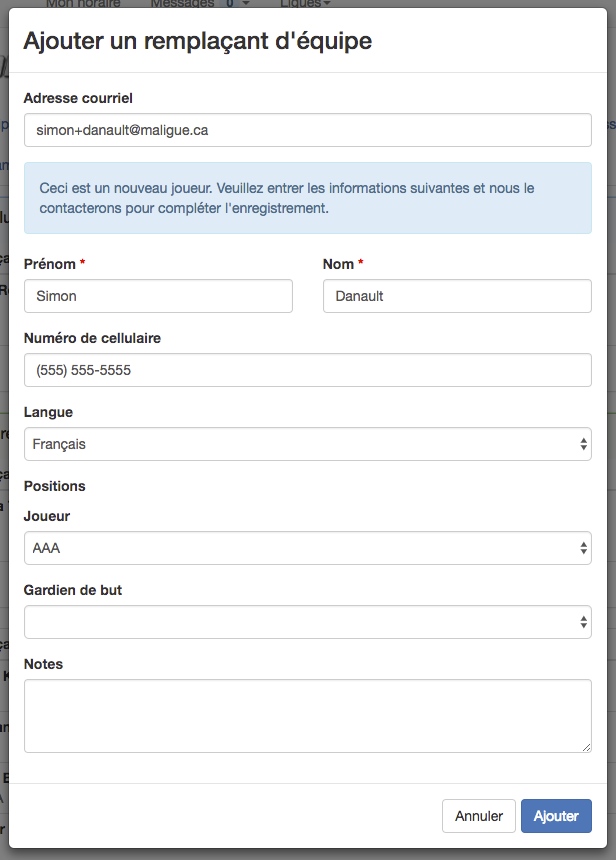 Mon horaire Messages 0 Ligues
Ajouter un remplaçant d'équipe
Adresse courriel
simon+danault@maligue.ca
Ceci est un nouveau joueur. Veuillez entrer les informations suivantes et nous le
contacterons pour compléter l'enregistrement.
Prénom * Nom *
Simon Danault
Numéro de cellulaire
(555) 555-5555
Langue
Français
Positions
Joueur
AAA
Gardien de but
Notes
Annuler Ajouter